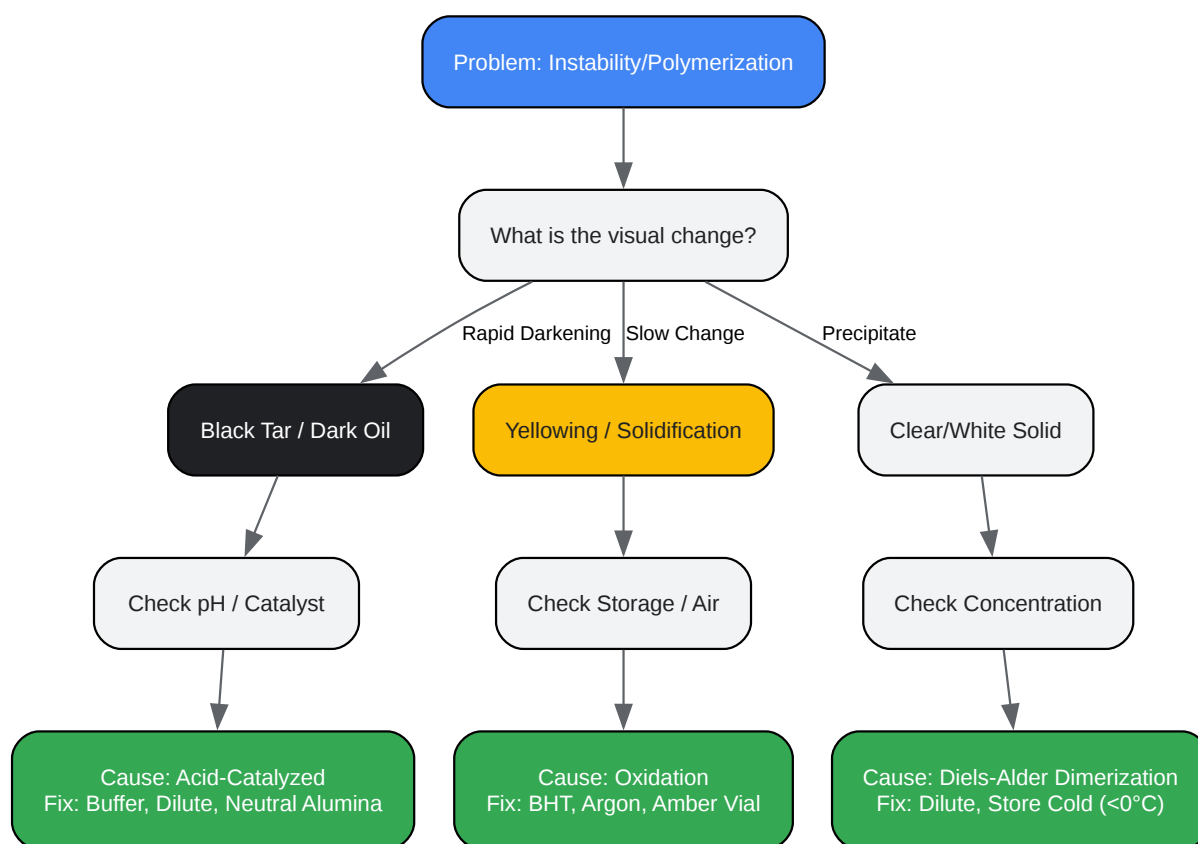 Problem: Instability/Polymerization
What is the visual change?
Rapid Darkening
Slow Change
Precipitate
Black Tar / Dark Oil
Yellowing / Solidification
Clear/White Solid
Check pH / Catalyst
Check Storage / Air
Check Concentration
Cause: Acid-Catalyzed
Fix: Buffer, Dilute, Neutral Alumina
Cause: Oxidation
Fix: BHT, Argon, Amber Vial
Cause: Diels-Alder Dimerization
Fix: Dilute, Store Cold (<0°C)